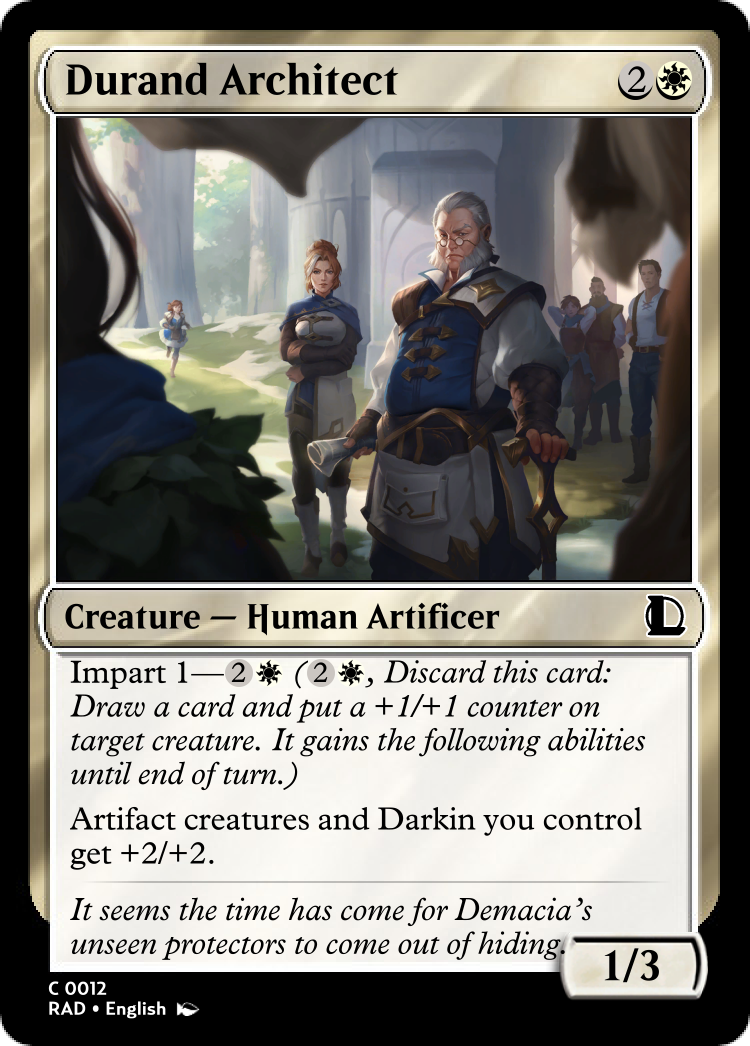 Durand Architect 2
Creature — Human Artificer
Impart 1—2 (2, Discard this card:
Draw a card and put a +1/+1 counter on
target creature. It gains the following abilities
until end of turn.)
Artifact creatures and Darkin you control
get +2/+2.
It seems the time has come for Demacia's
unseen protectors to come out of hiding.
1/3
C 0012
RAD • English